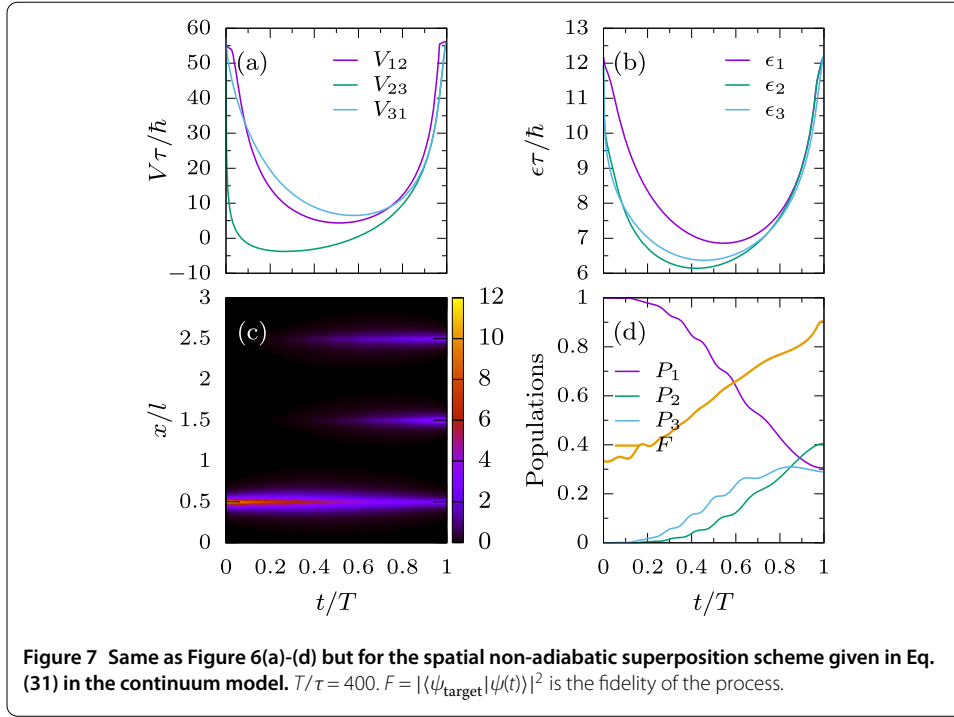 (a)
V₁₂
V₂₃
V₃₁
Vτ/ħ
60
50
40
30
20
10
0
−10
(b)
ϵ₁
ϵ₂
ϵ₃
ϵτ/ħ
13
12
11
10
9
8
7
6
(c)
x/l
3
2.5
2
1.5
1
0.5
0
0 0.2 0.4 0.6 0.8 1
t/T
12
10
8
6
4
2
0
(d)
P₁
P₂
P₃
F
Populations
1
0.8
0.6
0.4
0.2
0
0 0.2 0.4 0.6 0.8 1
t/T
Figure 7 Same as Figure 6(a)-(d) but for the spatial non-adiabatic superposition scheme given in Eq.
(31) in the continuum model. T/τ = 400. F = |⟨ψtarget|ψ(t)⟩|² is the fidelity of the process.